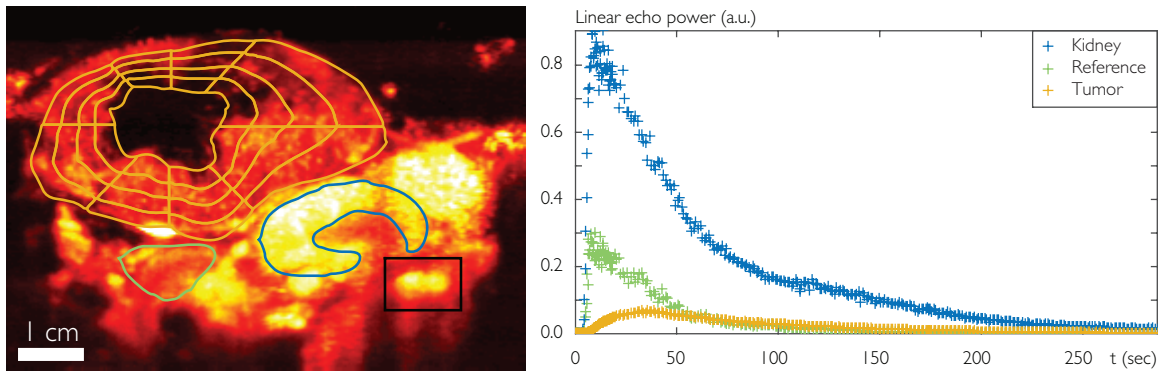 1 cm
Linear echo power (a.u.)
Kidney
Reference
Tumor
0.8
0.6
0.4
0.2
0.0
0 50 100 150 200 250 t (sec)